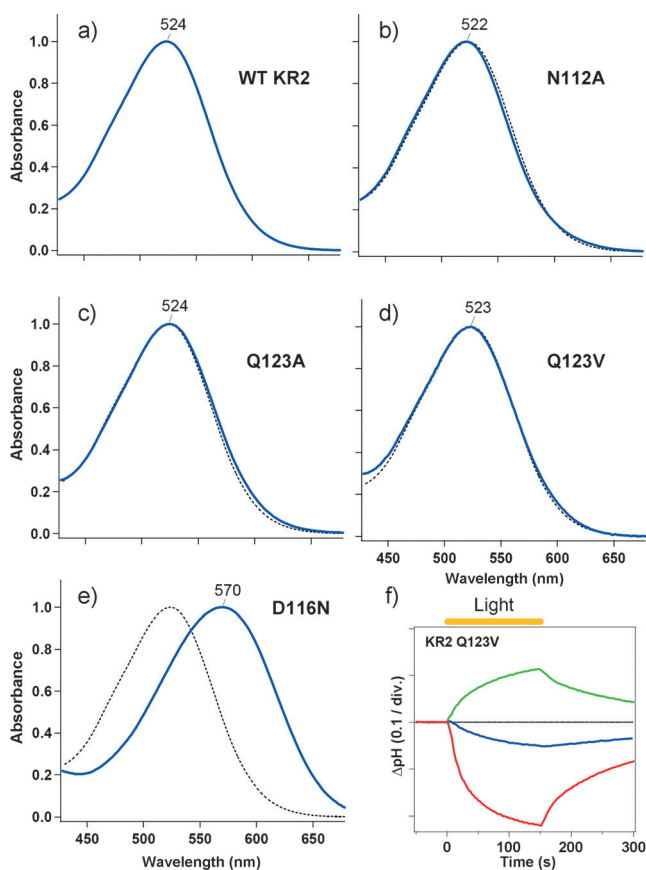 a)
524
WT KR2
Absorbance
1.0
0.8
0.6
0.4
0.2
0.0
b)
522
N112A
c)
524
Q123A
Absorbance
1.0
0.8
0.6
0.4
0.2
0.0
d)
523
Q123V
450 500 550 600 650
Wavelength (nm)
e)
570
D116N
Absorbance
1.0
0.8
0.6
0.4
0.2
0.0
450 500 550 600 650
Wavelength (nm)
f)
Light
KR2 Q123V
ΔpH (0.1 / div.)
0 100 200 300
Time (s)